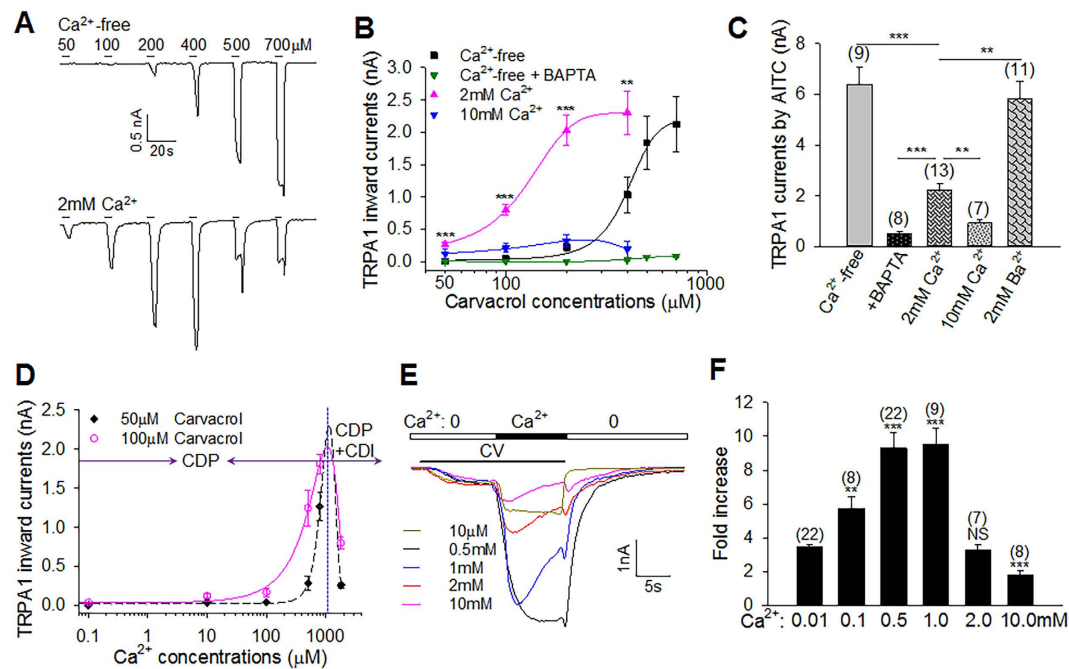 A
Ca²⁺-free
50 100 200 400 500 700μM
0.5 nA
20s
2mM Ca²⁺
B
TRPA1 inward currents (nA)
3.0
2.5
2.0
1.5
1.0
0.5
0.0
Ca²⁺-free
Ca²⁺-free + BAPTA
2mM Ca²⁺
10mM Ca²⁺
***
***
***
**
50 100 1000
Carvacrol concentrations (μM)
C
TRPA1 currents by AITC (nA)
10
8
6
4
2
0
(9)
(8)
(13)
(7)
(11)
***
**
***
**
Ca²⁺-free
+BAPTA
2mM Ca²⁺
10mM Ca²⁺
2mM Ba²⁺
D
TRPA1 inward currents (nA)
2.5
2.0
1.5
1.0
0.5
0.0
50μM Carvacrol
100μM Carvacrol
CDP
CDP
+CDI
0.1 1 10 100 1000
Ca²⁺ concentrations (μM)
E
Ca²⁺: 0 Ca²⁺ 0
CV
10μM
0.5mM
1mM
2mM
10mM
1nA
5s
F
Fold increase
12
10
8
6
4
2
0
(22)
(8)
**
(22)
***
(9)
***
(7)
NS
(8)
***
Ca²⁺: 0.01 0.1 0.5 1.0 2.0 10.0mM